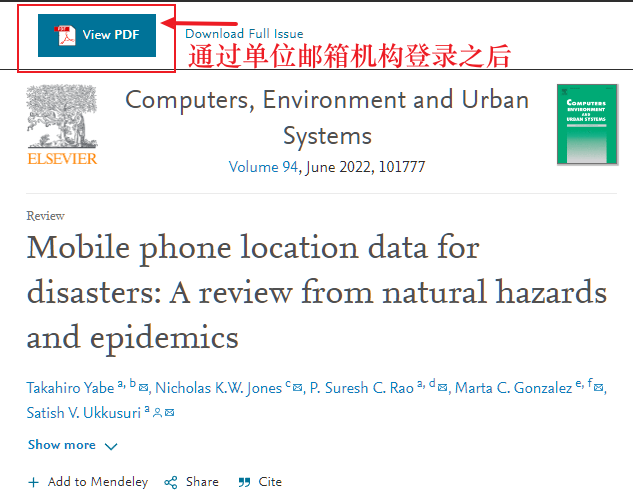 View PDF
Download Full Issue
通过单位邮箱机构登录之后
Computers, Environment and Urban
Systems
Volume 94, June 2022, 101777
ELSEVIER
COMPUTERS
ENVIRONMENT
AND
URBAN SYSTEMS
Review
Mobile phone location data for
disasters: A review from natural hazards
and epidemics
Takahiro Yabe a, b, Nicholas K.W. Jones c, P. Suresh C. Rao a, d, Marta C. Gonzalez e, f,
Satish V. Ukkusuri a
Show more
Add to Mendeley Share Cite